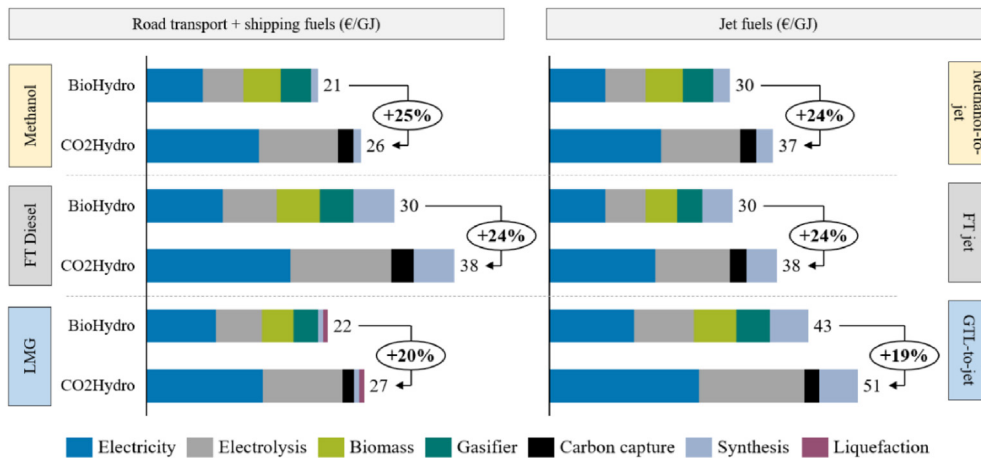 Road transport + shipping fuels (€/GJ)
Jet fuels (€/GJ)
Methanol
BioHydro
21
+25%
CO2Hydro
26
30
+24%
37
Methanol-to-
jet
FT Diesel
BioHydro
30
+24%
CO2Hydro
38
30
+24%
38
FT jet
LMG
BioHydro
22
+20%
CO2Hydro
27
43
+19%
51
GTL-to-jet
Electricity
Electrolysis
Biomass
Gasifier
Carbon capture
Synthesis
Liquefaction